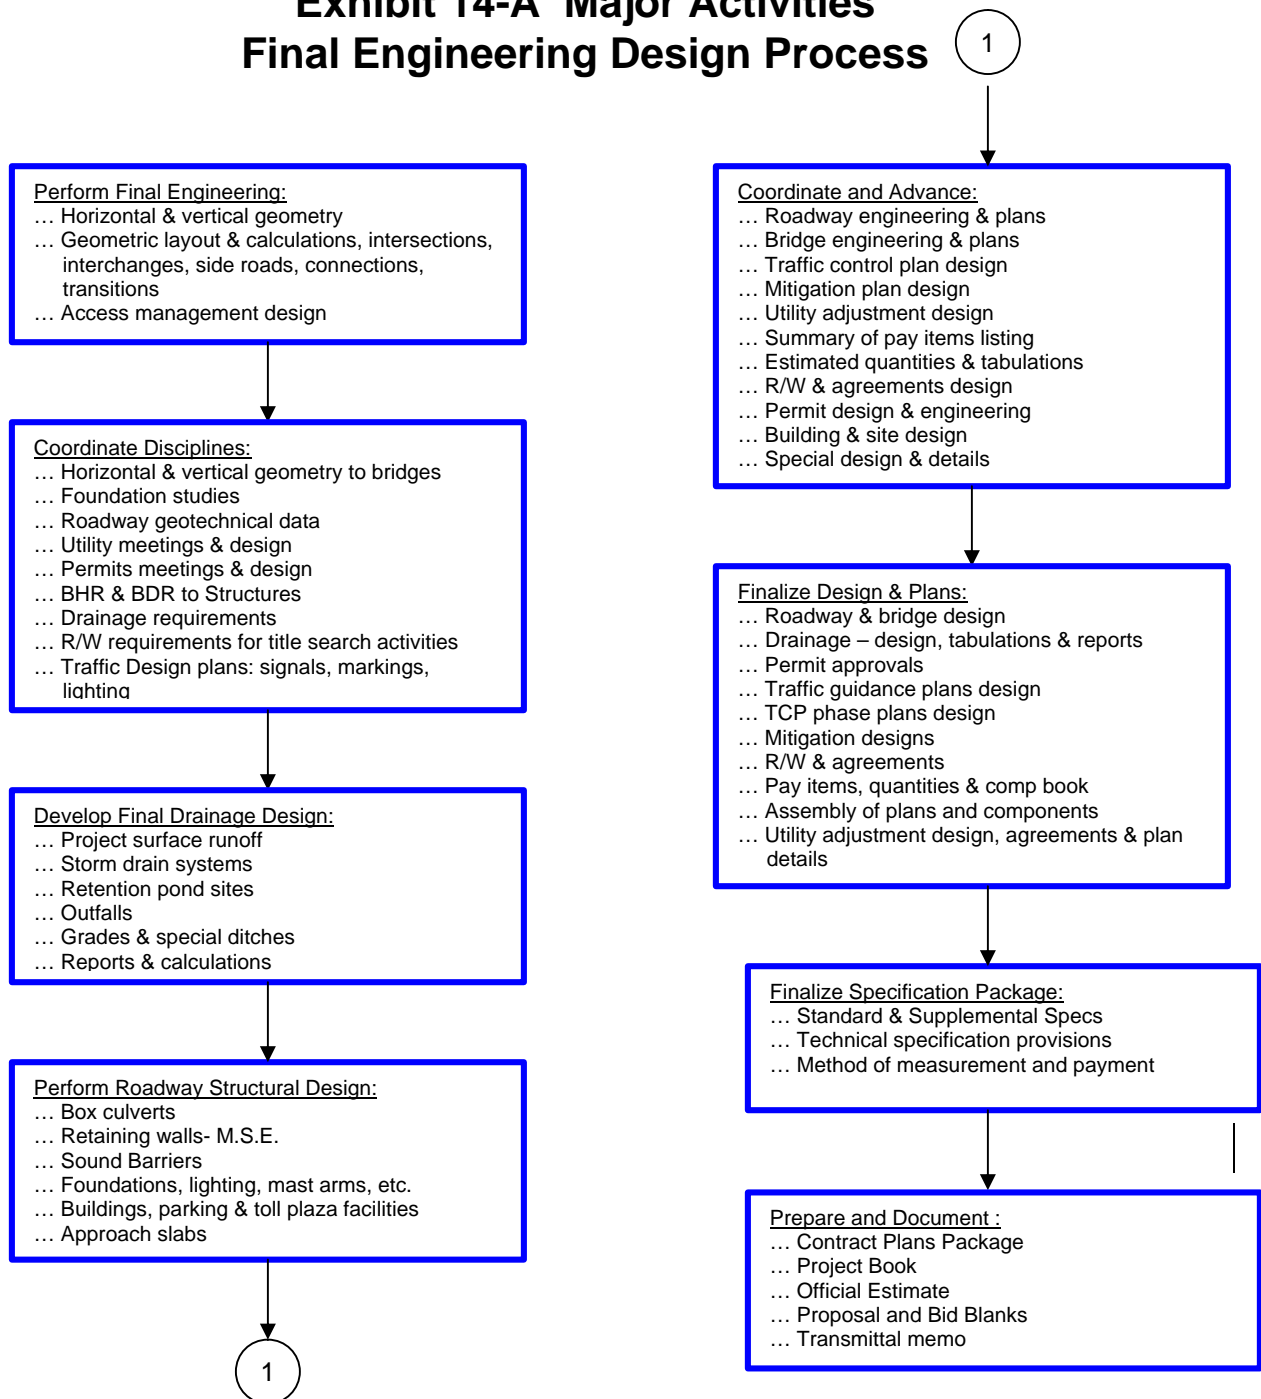 Exhibit 14-A Major Activities
Final Engineering Design Process
Perform Final Engineering:
… Horizontal & vertical geometry
… Geometric layout & calculations, intersections,
interchanges, side roads, connections,
transitions
… Access management design
Coordinate Disciplines:
… Horizontal & vertical geometry to bridges
… Foundation studies
… Roadway geotechnical data
… Utility meetings & design
… Permits meetings & design
… BHR & BDR to Structures
… Drainage requirements
… R/W requirements for title search activities
… Traffic Design plans: signals, markings,
lighting
Develop Final Drainage Design:
… Project surface runoff
… Storm drain systems
… Retention pond sites
… Outfalls
… Grades & special ditches
… Reports & calculations
Perform Roadway Structural Design:
… Box culverts
… Retaining walls- M.S.E.
… Sound Barriers
… Foundations, lighting, mast arms, etc.
… Buildings, parking & toll plaza facilities
… Approach slabs
1
1
Coordinate and Advance:
… Roadway engineering & plans
… Bridge engineering & plans
… Traffic control plan design
… Mitigation plan design
… Utility adjustment design
… Summary of pay items listing
… Estimated quantities & tabulations
… R/W & agreements design
… Permit design & engineering
… Building & site design
… Special design & details
Finalize Design & Plans:
… Roadway & bridge design
… Drainage – design, tabulations & reports
… Permit approvals
… Traffic guidance plans design
… TCP phase plans design
… Mitigation designs
… R/W & agreements
… Pay items, quantities & comp book
… Assembly of plans and components
… Utility adjustment design, agreements & plan
details
Finalize Specification Package:
… Standard & Supplemental Specs
… Technical specification provisions
… Method of measurement and payment
Prepare and Document :
… Contract Plans Package
… Project Book
… Official Estimate
… Proposal and Bid Blanks
… Transmittal memo